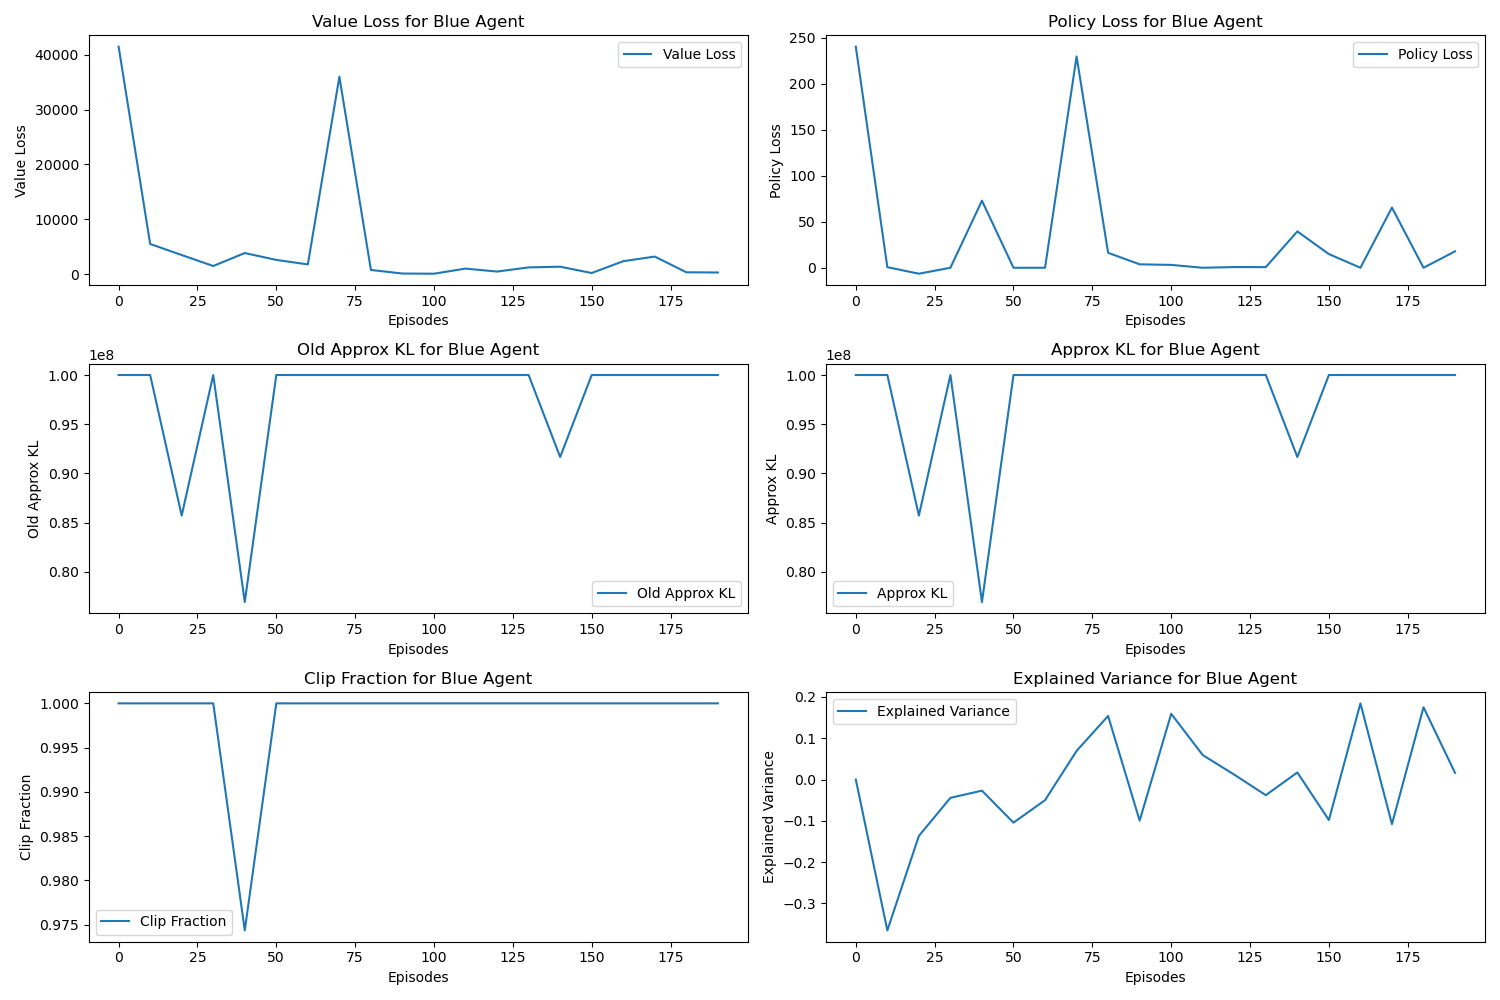 Value Loss for Blue Agent
Value Loss
40000
30000
20000
10000
0
Value Loss
0 25 50 75 100 125 150 175
Episodes
Policy Loss for Blue Agent
Policy Loss
250
200
150
100
50
0
Policy Loss
0 25 50 75 100 125 150 175
Episodes
Old Approx KL for Blue Agent
1e8
1.00
0.95
0.90
0.85
0.80
Old Approx KL
Old Approx KL
0 25 50 75 100 125 150 175
Episodes
Approx KL for Blue Agent
1e8
1.00
0.95
0.90
0.85
0.80
Approx KL
Approx KL
0 25 50 75 100 125 150 175
Episodes
Clip Fraction for Blue Agent
1.000
0.995
0.990
0.985
0.980
0.975
Clip Fraction
Clip Fraction
0 25 50 75 100 125 150 175
Episodes
Explained Variance for Blue Agent
Explained Variance
0.2
0.1
0.0
−0.1
−0.2
−0.3
Explained Variance
0 25 50 75 100 125 150 175
Episodes